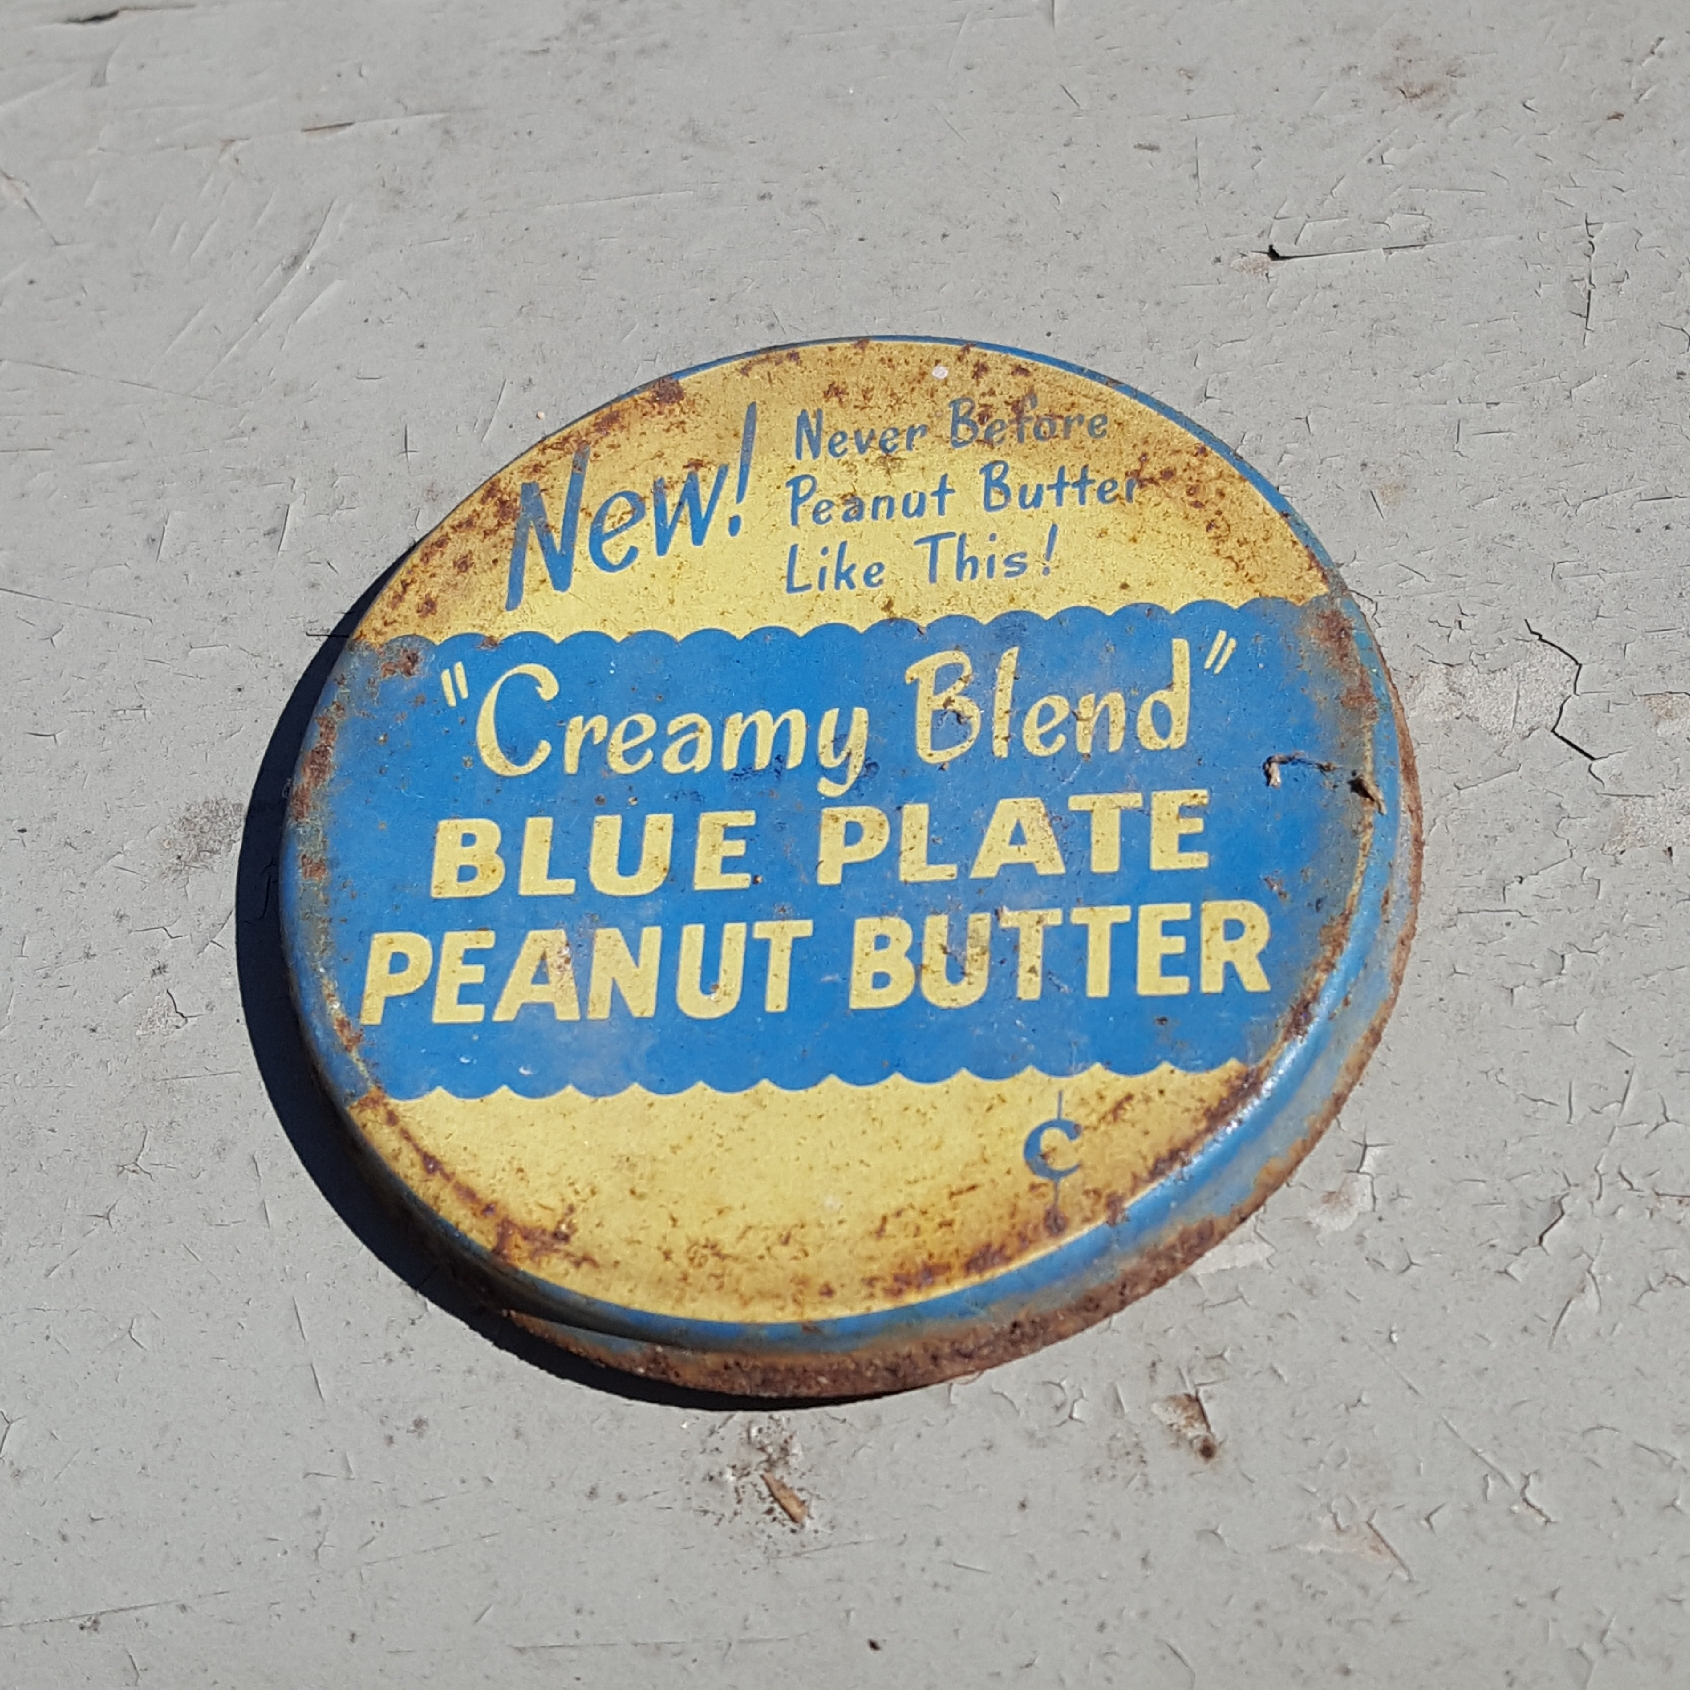 New! Never Before
Peanut Butter
Like This!
"Creamy Blend"
BLUE PLATE
PEANUT BUTTER
¢